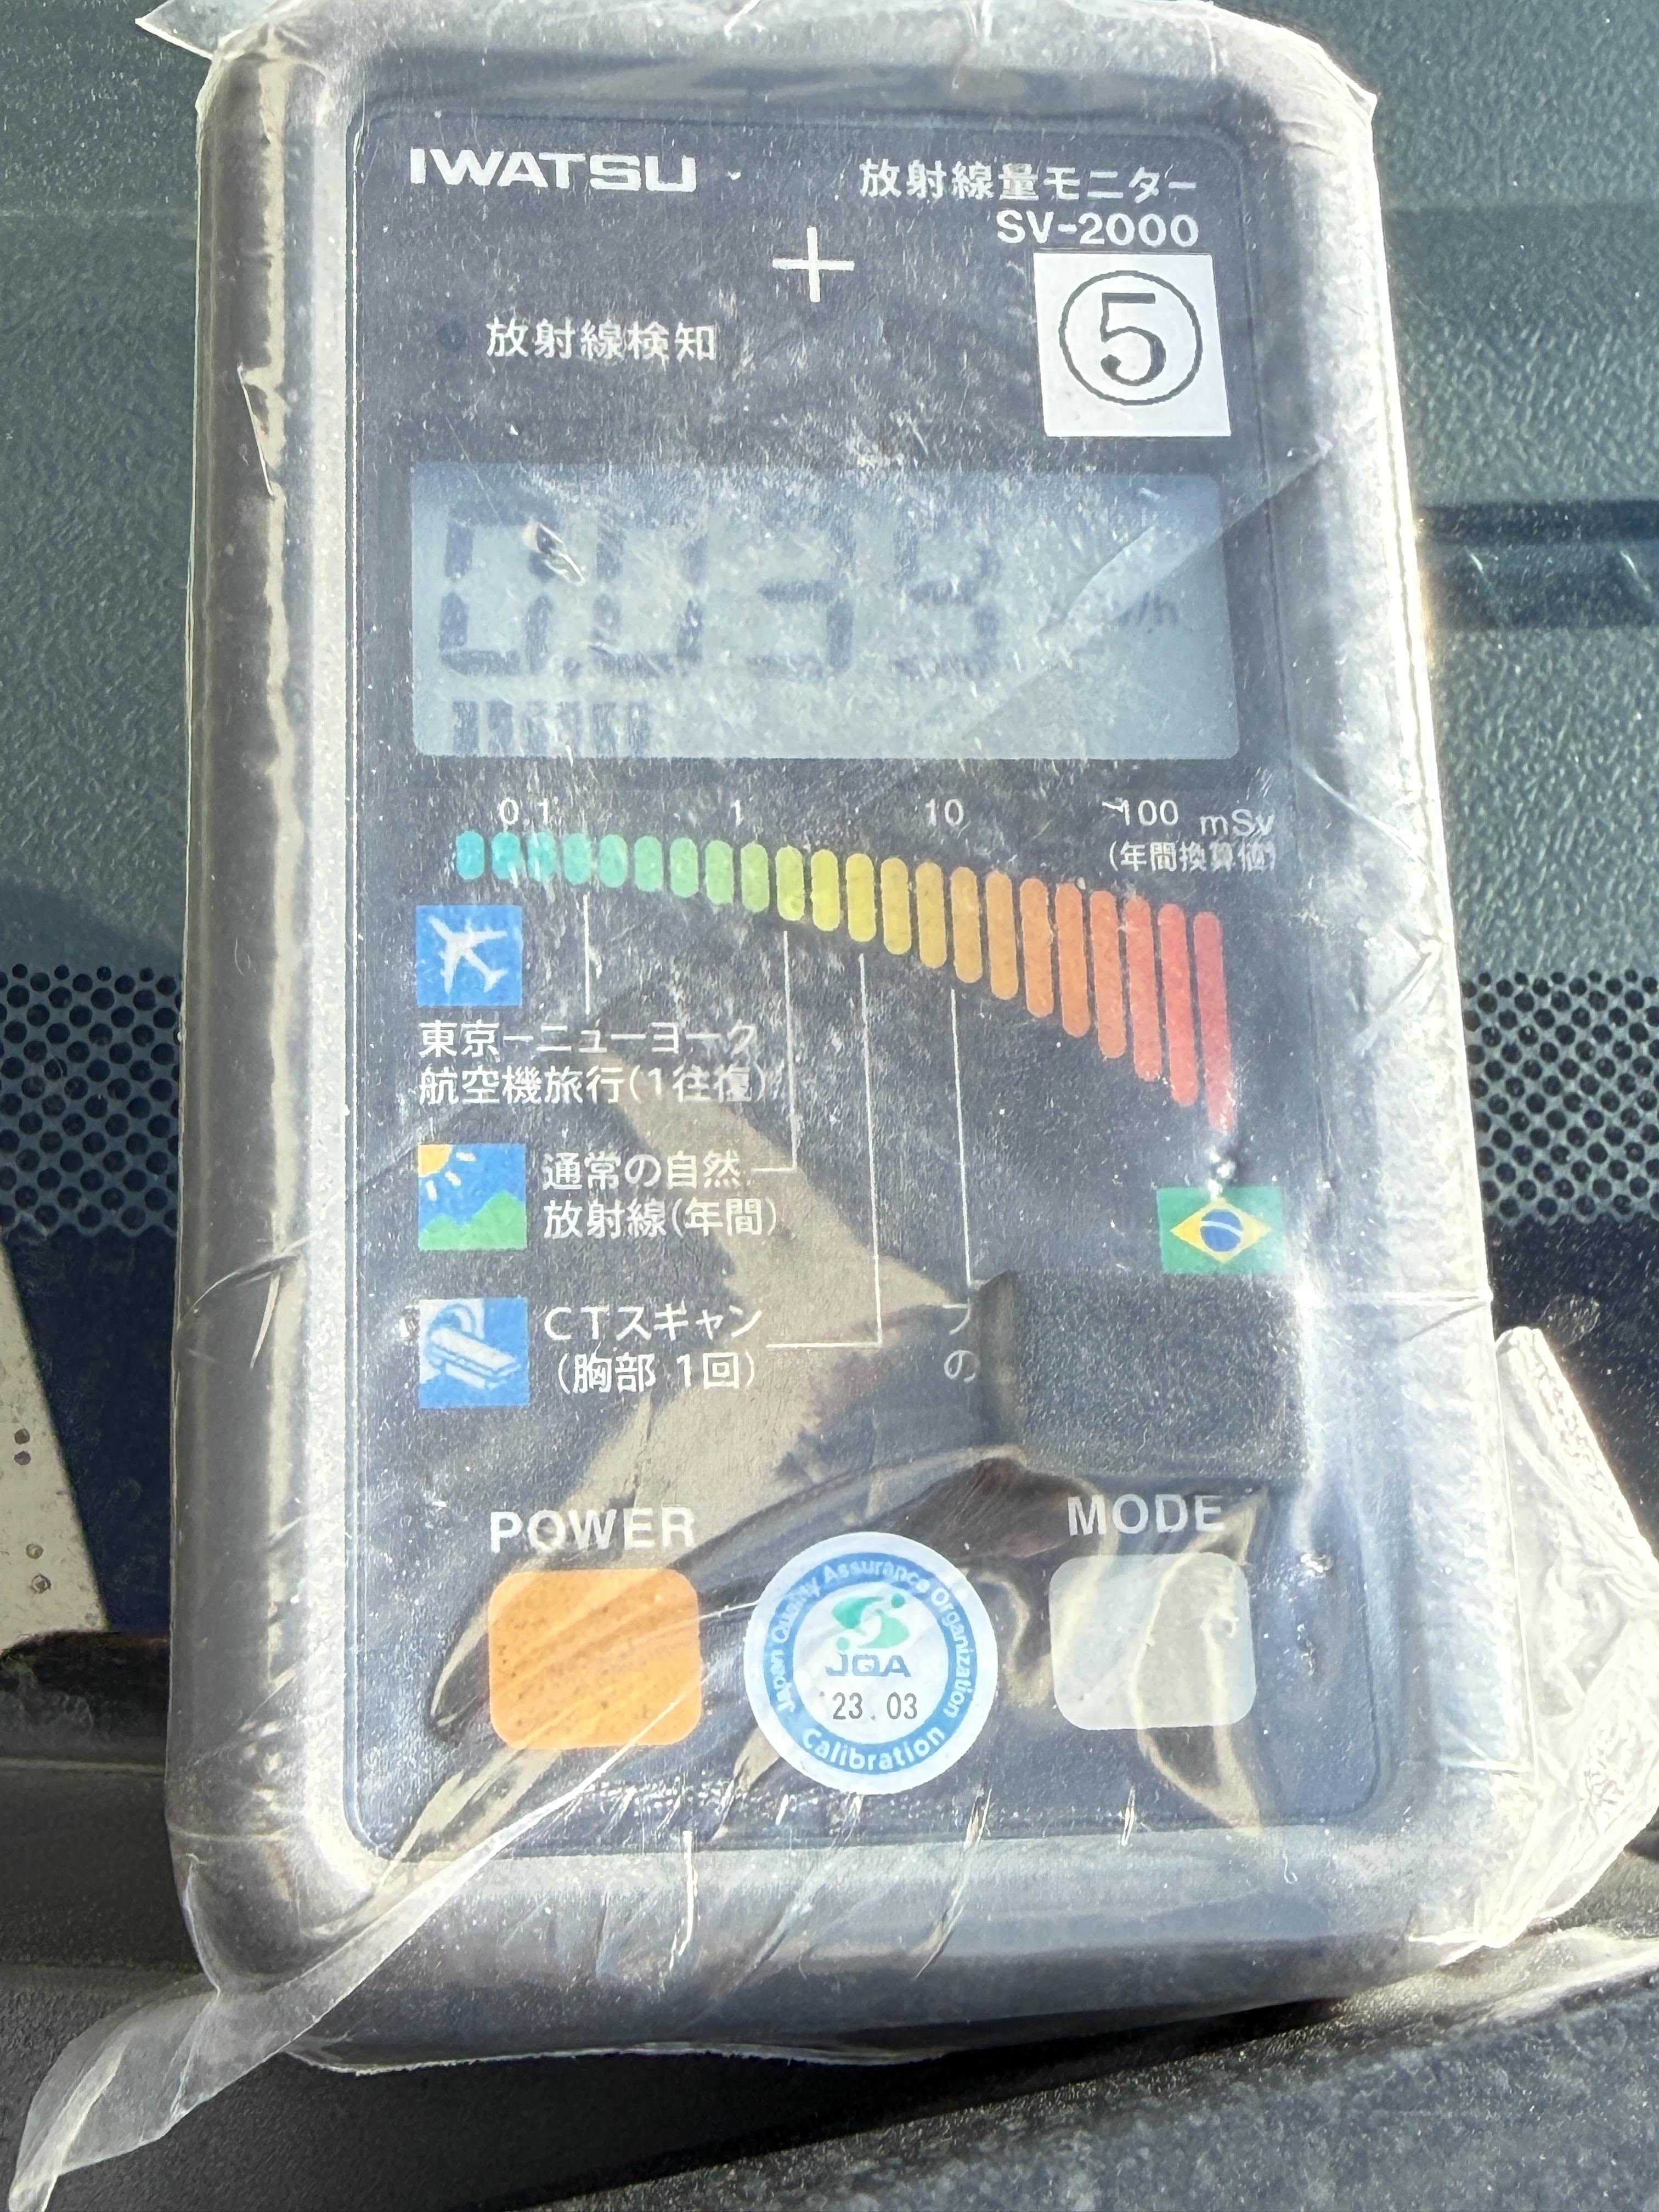 IWATSU
放射線量モニター
SV-2000
⑤
放射線検知
0.1 1 10 100 mSv
(年間換算値)
東京ーニューヨーク
航空機旅行(1往復)
通常の自然
放射線(年間)
CTスキャン
(胸部 1回)
の
POWER
MODE
Japan Quality Assurance Organization
JQA
23.03
Calibration